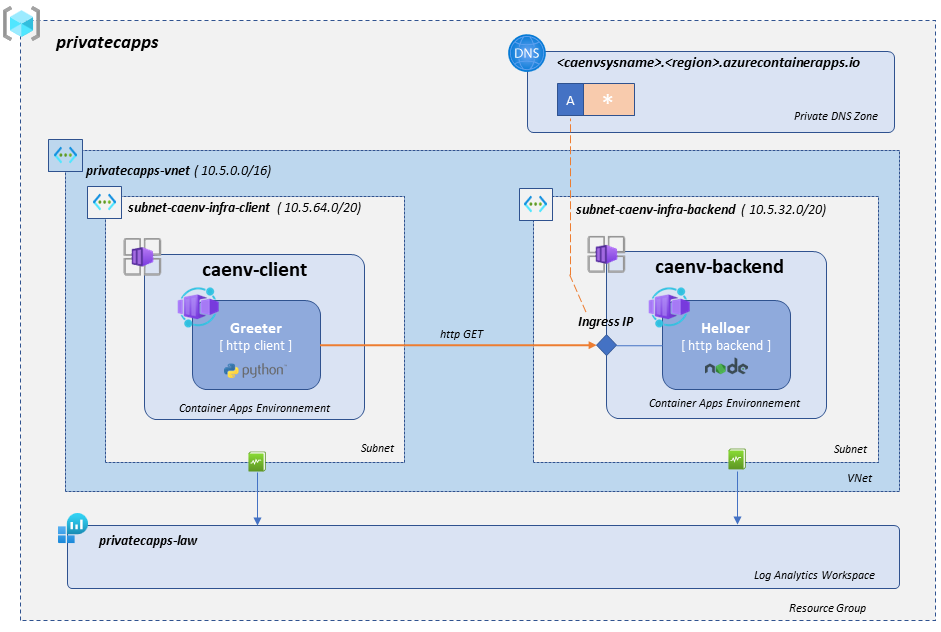 privatecapps
DNS
<caenvsysname>.<region>.azurecontainerapps.io
A
*
Private DNS Zone
privatecapps-vnet ( 10.5.0.0/16)
subnet-caenv-infra-client ( 10.5.64.0/20)
subnet-caenv-infra-backend ( 10.5.32.0/20)
caenv-client
caenv-backend
Greeter
[ http client ]
python
http GET
Ingress IP
Helloer
[ http backend ]
node
Container Apps Environnement
Container Apps Environnement
Subnet
Subnet
VNet
privatecapps-law
Log Analytics Workspace
Resource Group